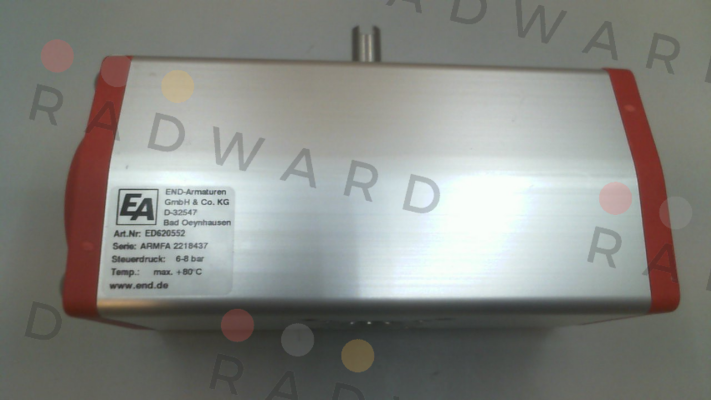 RADWARD
RADWARD
RADWARD
D
RADWARD
EA
END-Armaturen
GmbH & Co. KG
D-32547
Bad Oeynhausen
Art.Nr: ED620552
Serie: ARMFA 2218437
Steuerdruck: 6-8 bar
Temp.: max. +80°C
www.end.de